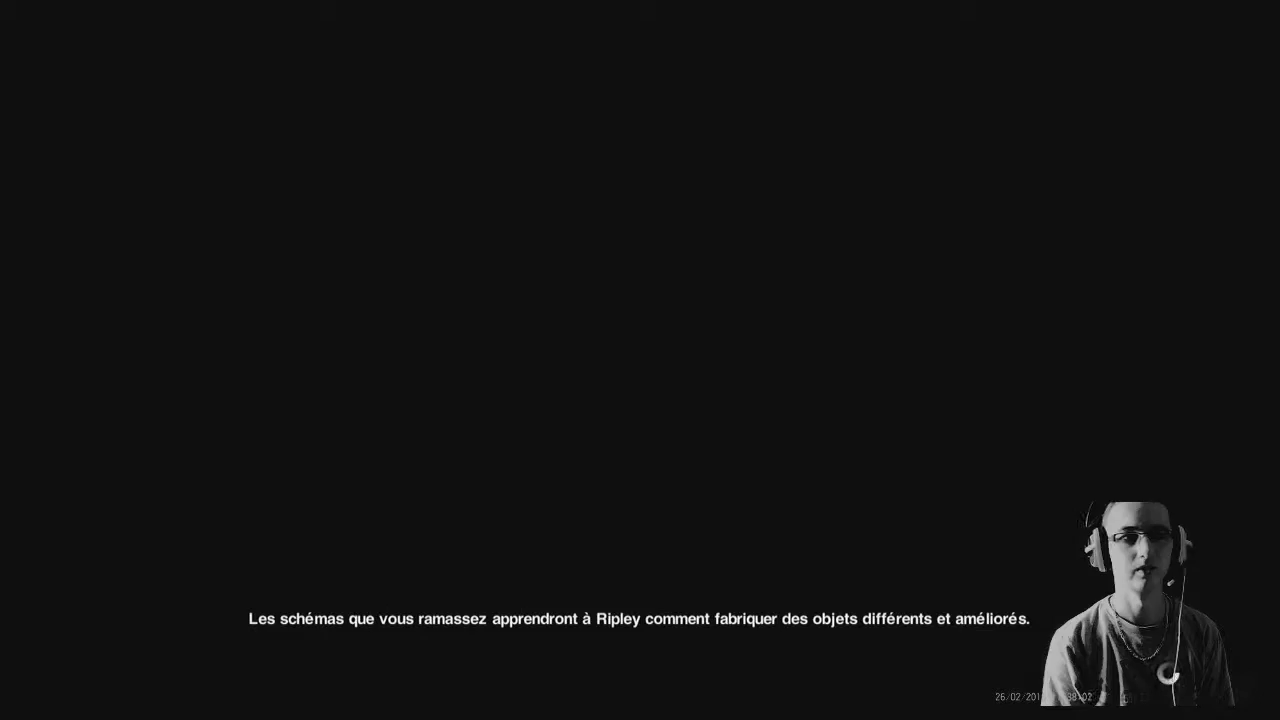 Les schémas que vous ramassez apprendront à Ripley comment fabriquer des objets différents et améliorés.